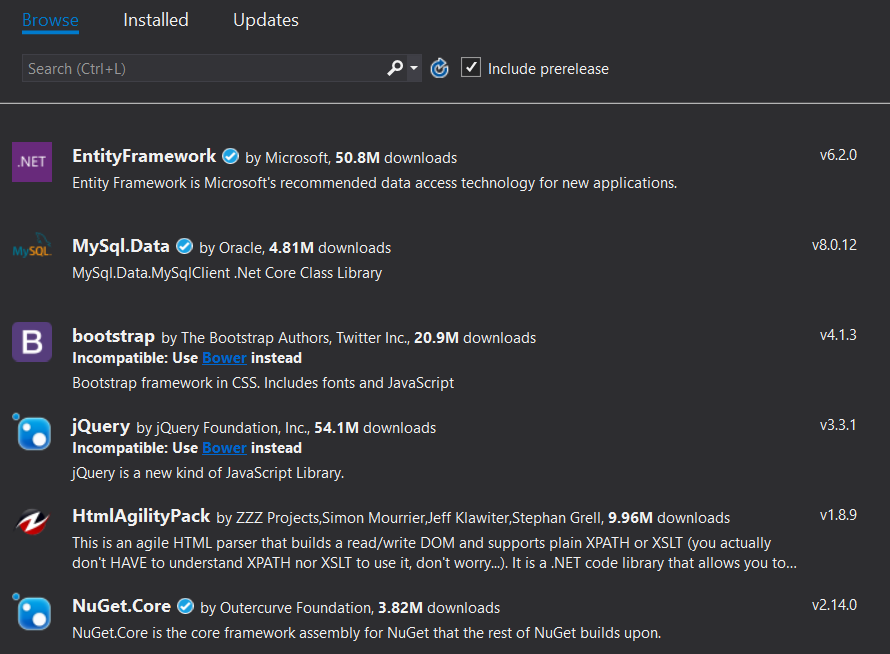 Browse Installed Updates
Search (Ctrl+L) Include prerelease
.NET EntityFramework by Microsoft, 50.8M downloads v6.2.0
Entity Framework is Microsoft's recommended data access technology for new applications.
MySQL MySql.Data by Oracle, 4.81M downloads v8.0.12
MySql.Data.MySqlClient .Net Core Class Library
B bootstrap by The Bootstrap Authors, Twitter Inc., 20.9M downloads v4.1.3
Incompatible: Use Bower instead
Bootstrap framework in CSS. Includes fonts and JavaScript
jQuery by jQuery Foundation, Inc., 54.1M downloads v3.3.1
Incompatible: Use Bower instead
jQuery is a new kind of JavaScript Library.
HtmlAgilityPack by ZZZ Projects,Simon Mourrier,Jeff Klawiter,Stephan Grell, 9.96M downloads v1.8.9
This is an agile HTML parser that builds a read/write DOM and supports plain XPATH or XSLT (you actually
don't HAVE to understand XPATH nor XSLT to use it, don't worry...). It is a .NET code library that allows you to...
NuGet.Core by Outercurve Foundation, 3.82M downloads v2.14.0
NuGet.Core is the core framework assembly for NuGet that the rest of NuGet builds upon.